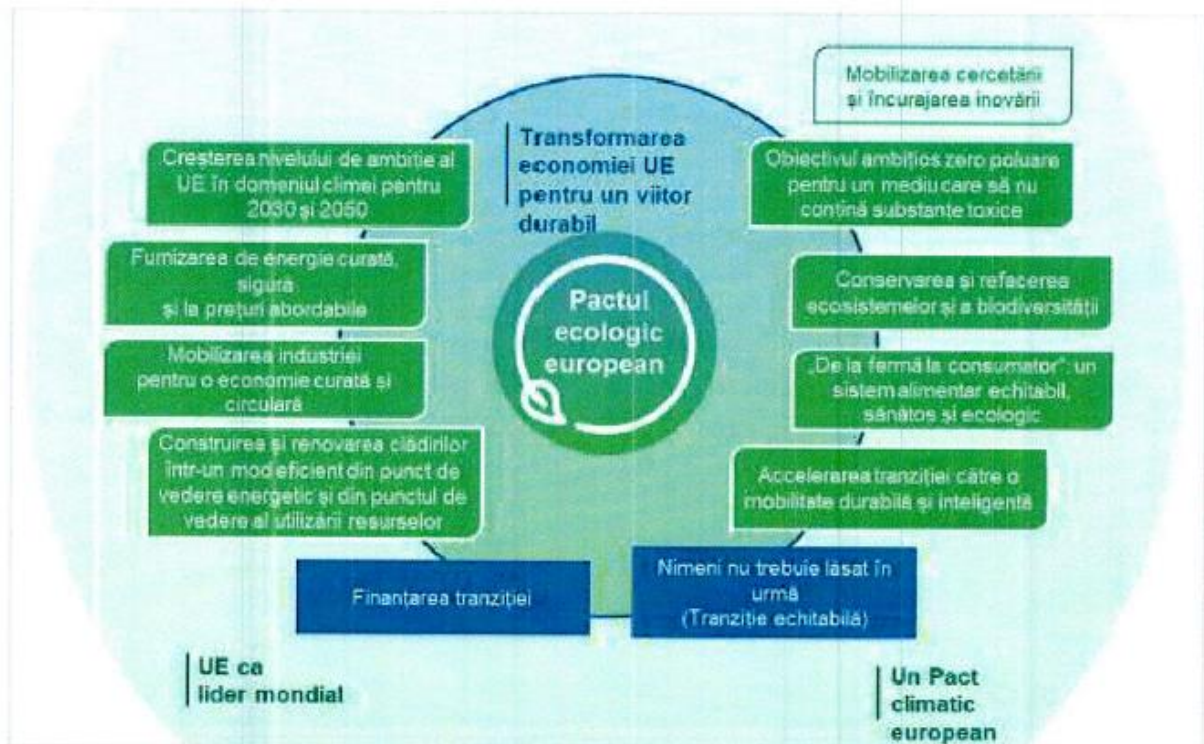 Mobilizarea cercetării
și încurajarea inovării
Transformarea
economiei UE
pentru un viitor
durabil
Creșterea nivelului de ambiție al
UE în domeniul climei pentru
2030 și 2050
Obiectivul ambițios zero poluare
pentru un mediu care să nu
conțină substanțe toxice
Furnizarea de energie curată,
sigură
și la prețuri abordabile
Conservarea și refacerea
ecosistemelor și a biodiversității
Pactul
ecologic
european
Mobilizarea industriei
pentru o economie curată și
circulară
„De la fermă la consumator”: un
sistem alimentar echitabil,
sănătos și ecologic
Construirea și renovarea clădirilor
într-un mod eficient din punct de
vedere energetic și din punctul de
vedere al utilizării resurselor
Accelerarea tranziției către o
mobilitate durabilă și inteligentă
Finanțarea tranziției
Nimeni nu trebuie lăsat în
urmă
(Tranziție echitabilă)
UE ca
lider mondial
Un Pact
climatic
european